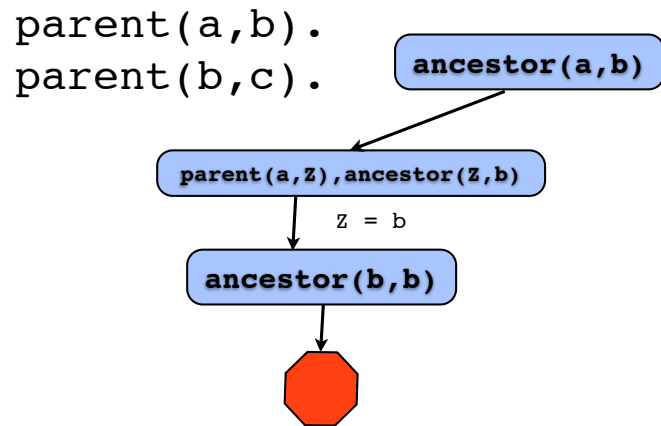 parent(a,b).
parent(b,c).
ancestor(a,b)
parent(a,Z),ancestor(Z,b)
Z = b
ancestor(b,b)